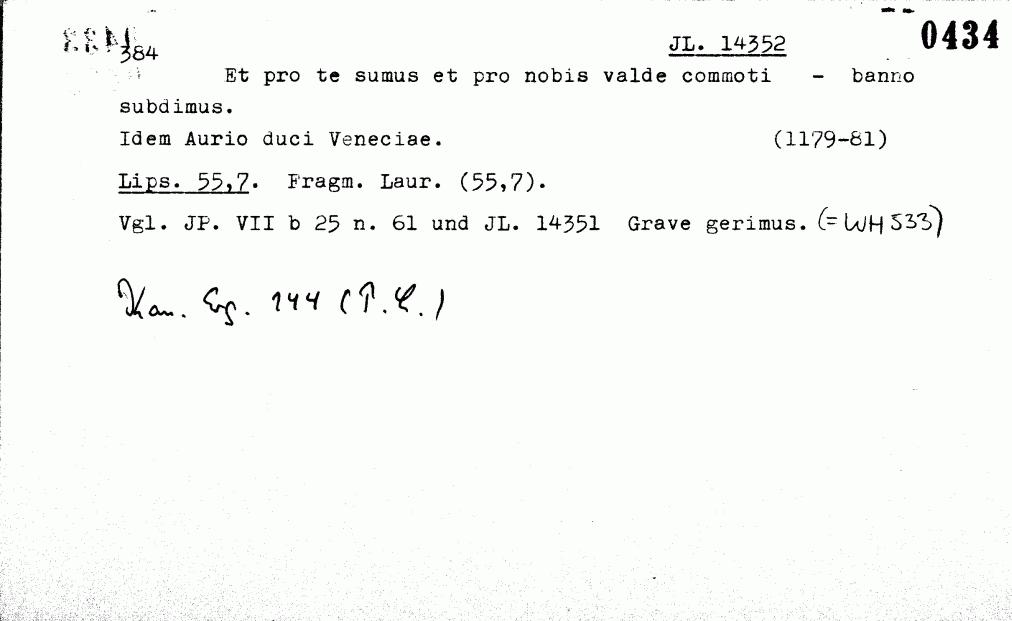 0434
384 JL. 14352
Et pro te sumus et pro nobis valde commoti - banno
subdimus.
Idem Aurio duci Veneciae. (1179-81)
Lips. 55,7. Fragm. Laur. (55,7).
Vgl. JP. VII b 25 n. 61 und JL. 14351 Grave gerimus. (= WH 533)
Kan. Erg. 144 (P.L.)